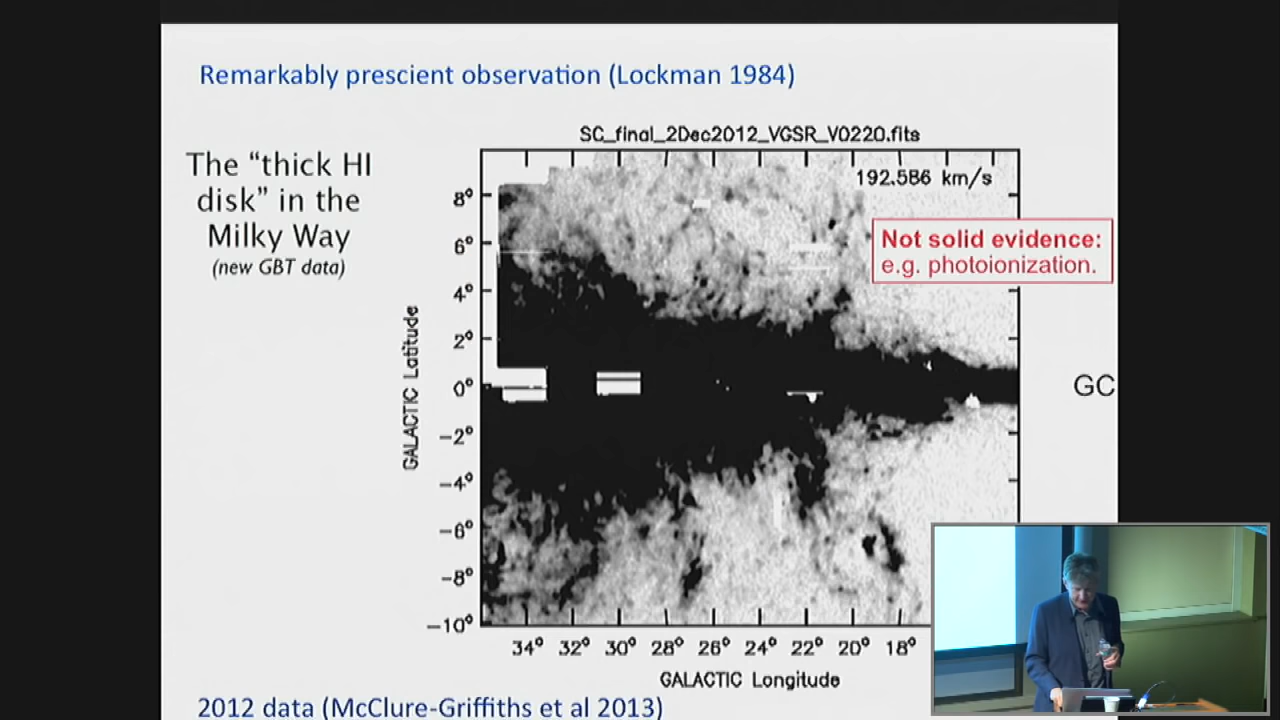 Remarkably prescient observation (Lockman 1984)
The "thick HI
disk" in the
Milky Way
(new GBT data)
SC_final_2Dec2012_VGSR_V0220.fits
192.586 km/s
Not solid evidence:
e.g. photoionization.
GC
GALACTIC Latitude
8°
6°
4°
2°
0°
−2°
−4°
−6°
−8°
−10°
34° 32° 30° 28° 26° 24° 22° 20° 18°
GALACTIC Longitude
2012 data (McClure-Griffiths et al 2013)